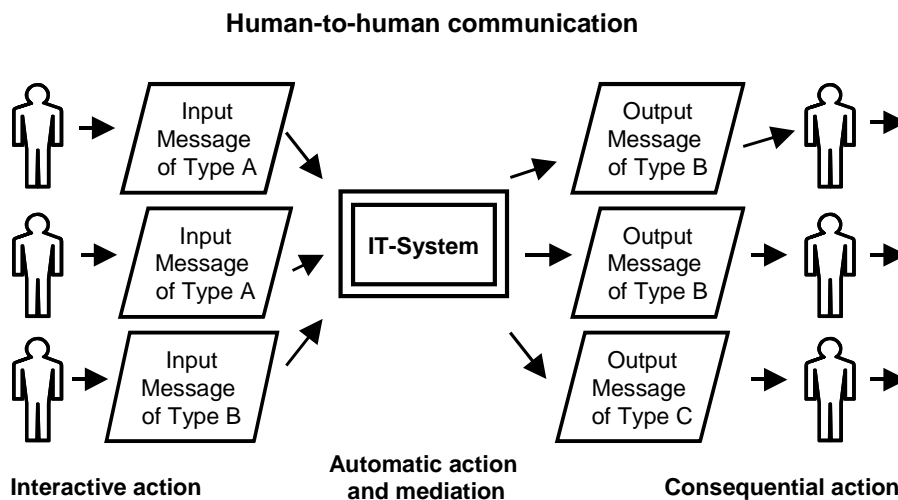 Human-to-human communication
Input
Message
of Type A
Output
Message
of Type B
Input
Message
of Type A
IT-System
Output
Message
of Type B
Input
Message
of Type B
Output
Message
of Type C
Interactive action
Automatic action
and mediation
Consequential action